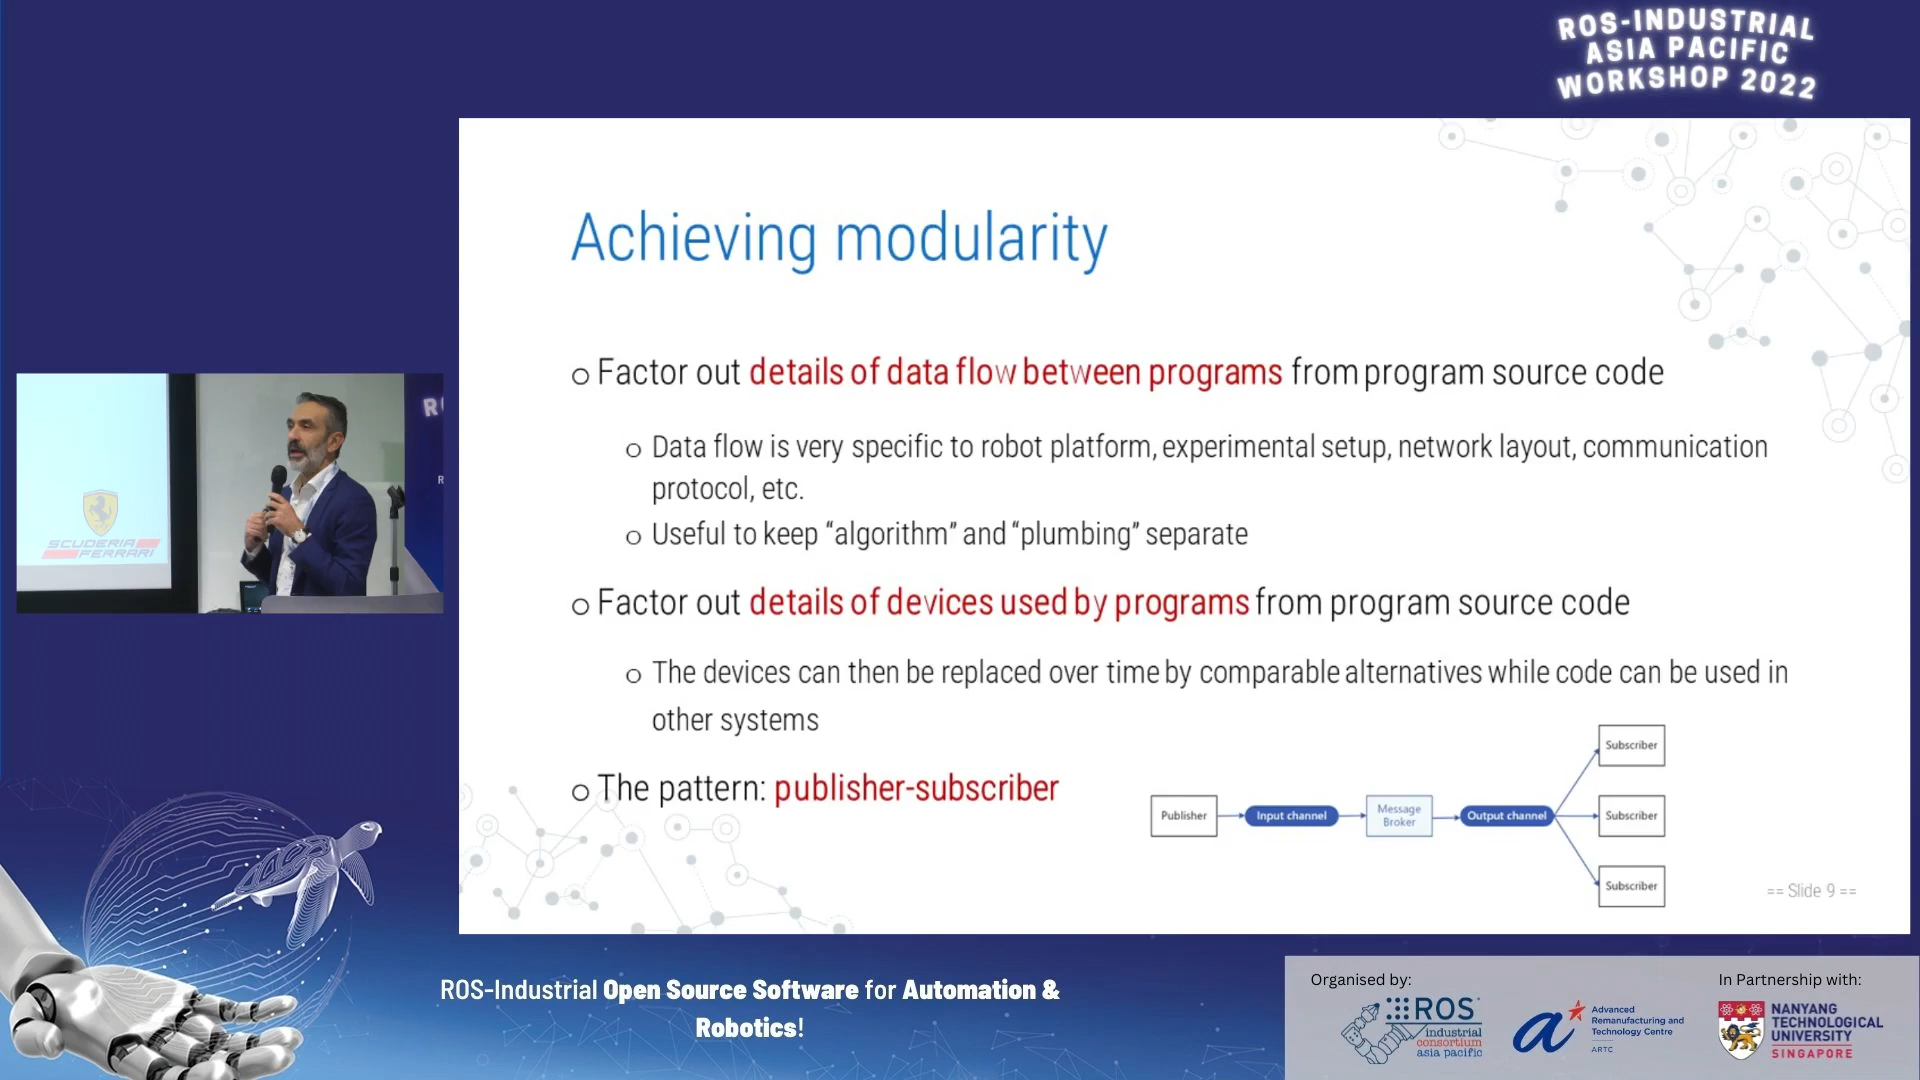 ROS-INDUSTRIAL
ASIA PACIFIC
WORKSHOP 2022
Achieving modularity
Factor out details of data flow between programs from program source code
Data flow is very specific to robot platform, experimental setup, network layout, communication
protocol, etc.
Useful to keep “algorithm” and “plumbing” separate
Factor out details of devices used by programs from program source code
The devices can then be replaced over time by comparable alternatives while code can be used in
other systems
The pattern: publisher-subscriber
Publisher
Input channel
Message
Broker
Output channel
Subscriber
Subscriber
Subscriber
== Slide 9 ==
SCUDERIA
FERRARI
R
R
ROS-Industrial Open Source Software for Automation &
Robotics!
Organised by:
ROS
industrial
consortium
asia pacific
Advanced
Remanufacturing and
Technology Centre
ARTC
In Partnership with:
NANYANG
TECHNOLOGICAL
UNIVERSITY
SINGAPORE